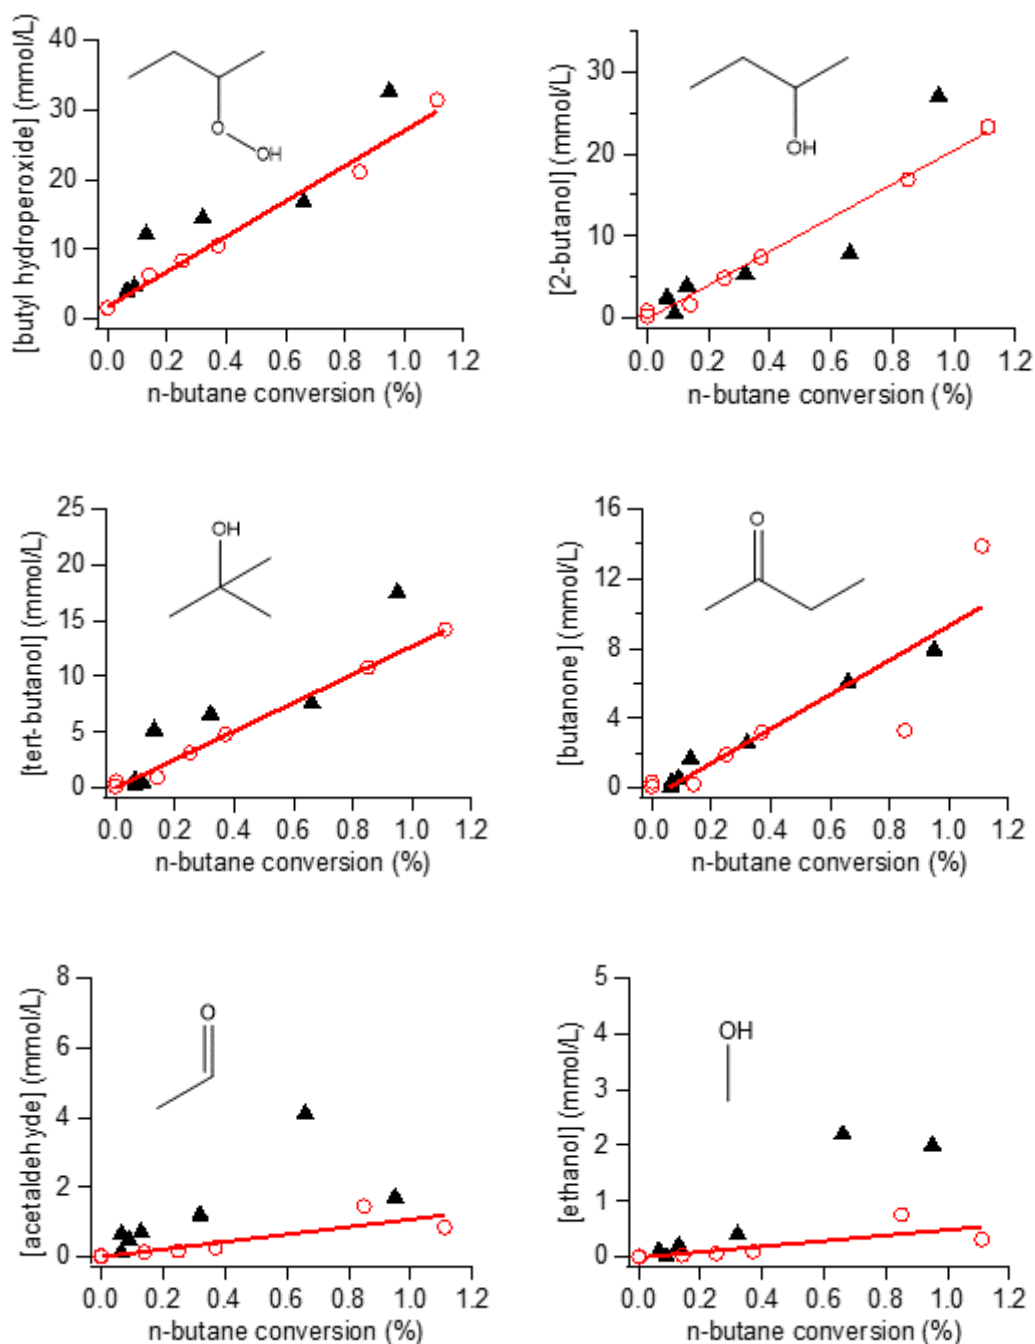 [butyl hydroperoxide] (mmol/L)
40
30
20
10
0
O
OH
0.0 0.2 0.4 0.6 0.8 1.0 1.2
n-butane conversion (%)
[2-butanol] (mmol/L)
30
20
10
0
OH
0.0 0.2 0.4 0.6 0.8 1.0 1.2
n-butane conversion (%)
[tert-butanol] (mmol/L)
25
20
15
10
5
0
OH
0.0 0.2 0.4 0.6 0.8 1.0 1.2
n-butane conversion (%)
[butanone] (mmol/L)
16
12
8
4
0
O
0.0 0.2 0.4 0.6 0.8 1.0 1.2
n-butane conversion (%)
[acetaldehyde] (mmol/L)
8
6
4
2
0
O
0.0 0.2 0.4 0.6 0.8 1.0 1.2
n-butane conversion (%)
[ethanol] (mmol/L)
5
4
3
2
1
0
OH
0.0 0.2 0.4 0.6 0.8 1.0 1.2
n-butane conversion (%)